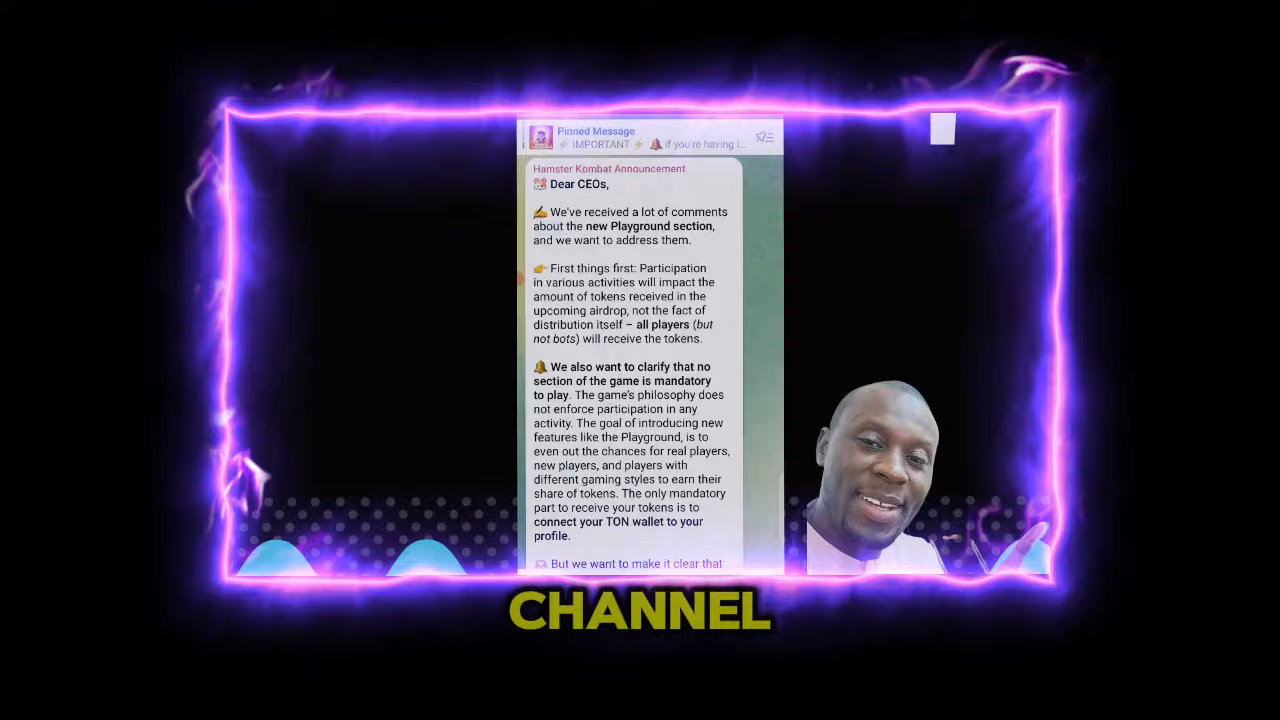 Pinned Message
⚡ IMPORTANT ⚡ 🔔 if you're having i...
Hamster Kombat Announcement
🐹 Dear CEOs,
✍️ We've received a lot of comments
about the new Playground section,
and we want to address them.
👉 First things first: Participation
in various activities will impact the
amount of tokens received in the
upcoming airdrop, not the fact of
distribution itself – all players (but
not bots) will receive the tokens.
🔔 We also want to clarify that no
section of the game is mandatory
to play. The game's philosophy does
not enforce participation in any
activity. The goal of introducing new
features like the Playground, is to
even out the chances for real players,
new players, and players with
different gaming styles to earn their
share of tokens. The only mandatory
part to receive your tokens is to
connect your TON wallet to your
profile.
But we want to make it clear that
CHANNEL